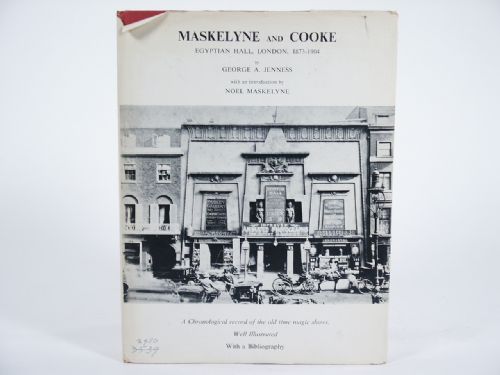 MASKELYNE AND COOKE
EGYPTIAN HALL, LONDON, 1873-1904
by
GEORGE A. JENNESS
with an introduction by
NOEL MASKELYNE
A Chronological record of the old time magic shows.
Well Illustrated
With a Bibliography